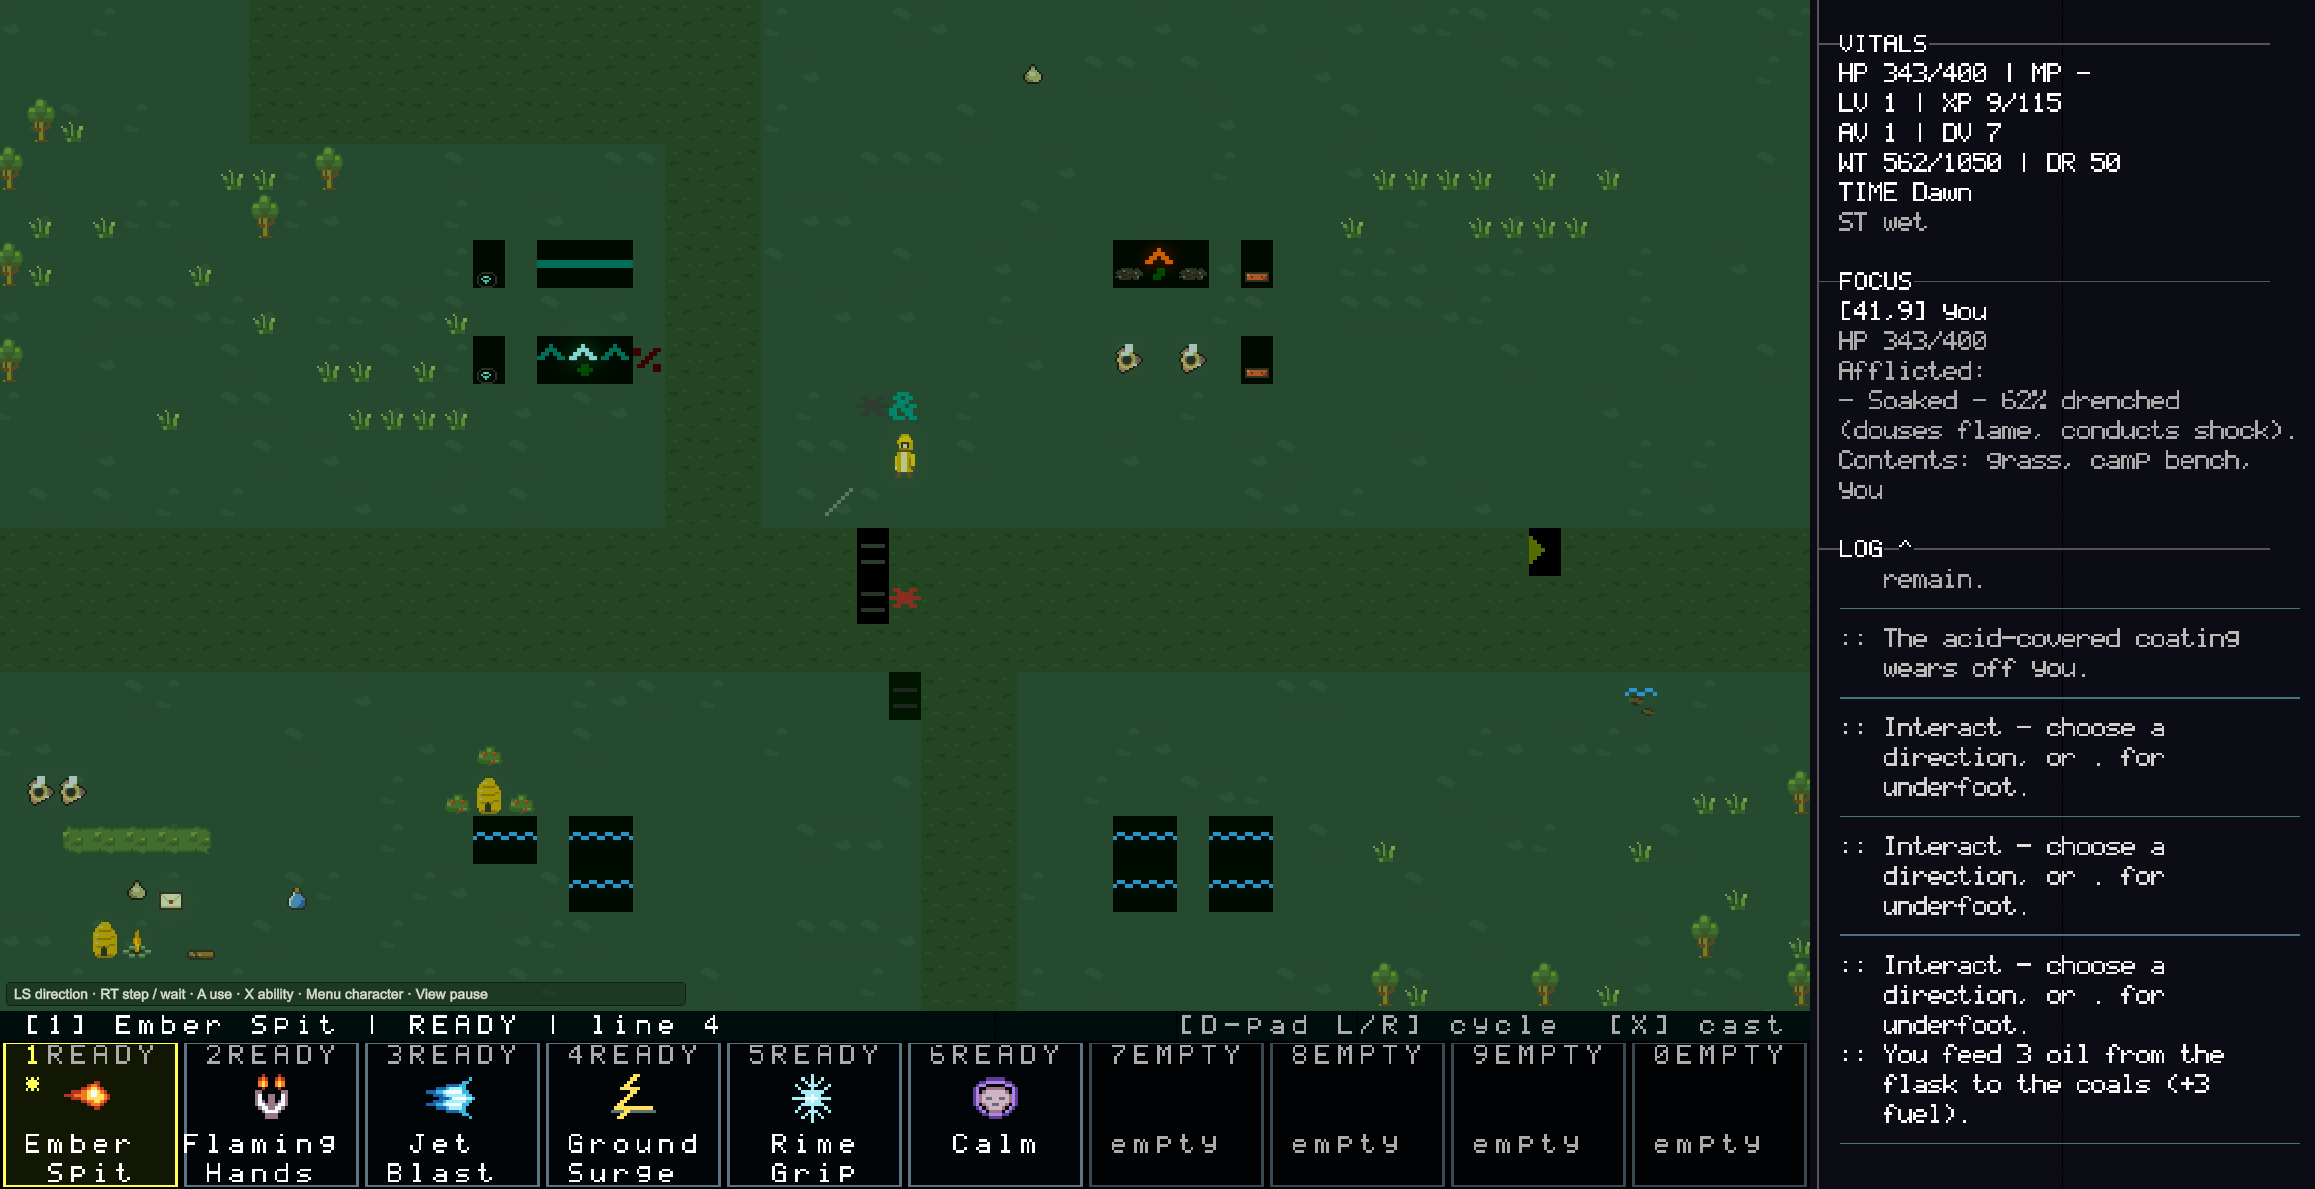 VITALS
HP 343/400 | MP -
LV 1 | XP 9/115
AV 1 | DV 7
WT 562/1050 | DR 50
TIME Dawn
ST wet
FOCUS
[41,9] You
HP 343/400
Afflicted:
- Soaked - 62% drenched
(douses flame, conducts shock).
Contents: grass, camp bench,
You
LOG ^
remain.
:: The acid-covered coating
wears off you.
:: Interact - choose a
direction, or . for
underfoot.
:: Interact - choose a
direction, or . for
underfoot.
:: Interact - choose a
direction, or . for
underfoot.
:: You feed 3 oil from the
flask to the coals (+3
fuel).
&
LS direction · RT step / wait · A use · X ability · Menu character · View pause
[1] Ember Spit | READY | line 4
[D-pad L/R] cycle [X] cast
1READY
Ember
Spit
2READY
Flaming
Hands
3READY
Jet
Blast
4READY
Ground
Surge
5READY
Rime
Grip
6READY
Calm
7EMPTY
empty
8EMPTY
empty
9EMPTY
empty
0EMPTY
empty